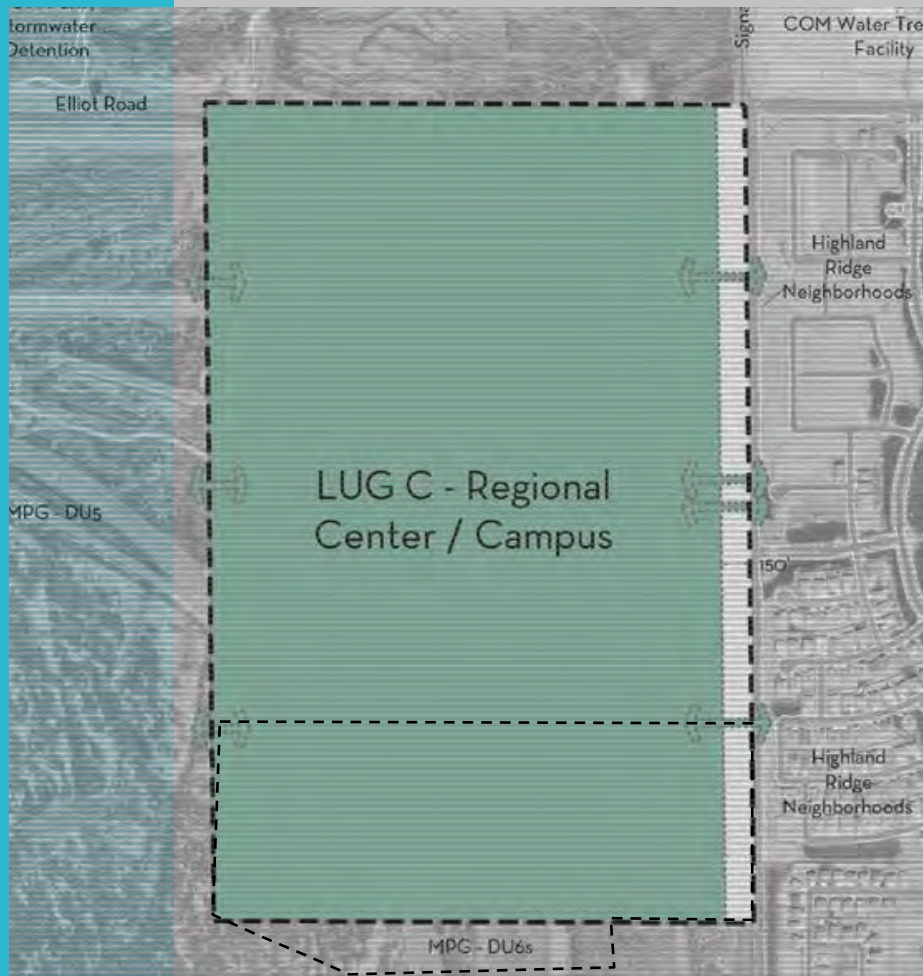 tormwater
Detention
Elliot Road
MPG - DU5
Signa
COM Water Tre
Facility
Highland
Ridge
Neighborhoods
LUG C - Regional
Center / Campus
150'
Highland
Ridge
Neighborhoods
MPG - DU6s